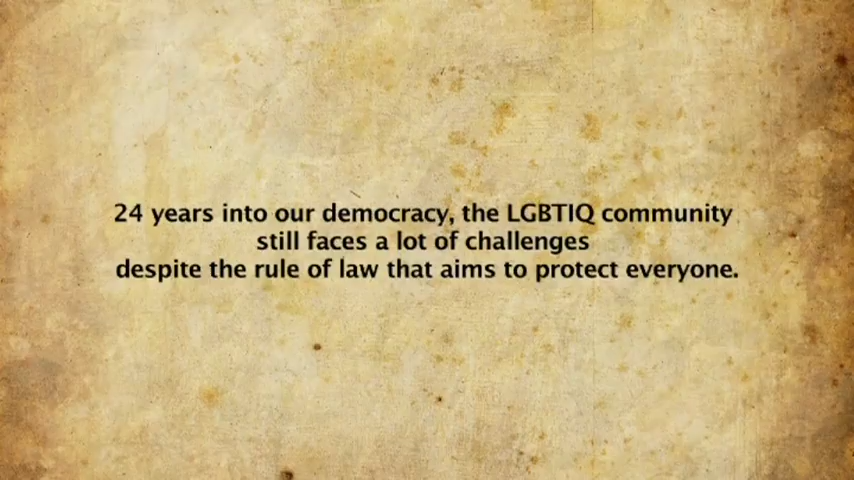 24 years into our democracy, the LGBTIQ community
still faces a lot of challenges
despite the rule of law that aims to protect everyone.